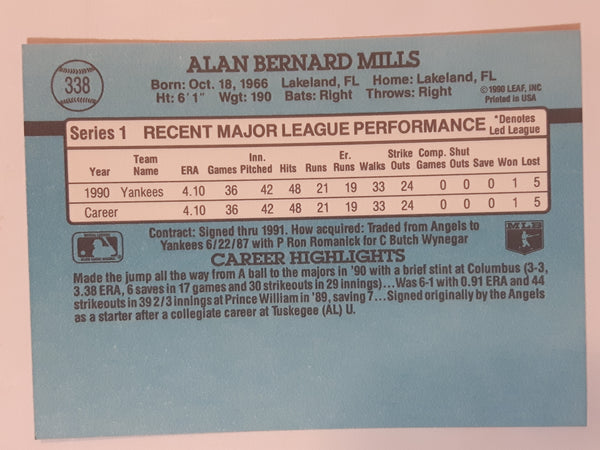 338
ALAN BERNARD MILLS
Born: Oct. 18, 1966 Lakeland, FL Home: Lakeland, FL
Ht: 6'1" Wgt: 190 Bats: Right Throws: Right
©1990 LEAF, INC
Printed in USA
Series 1 RECENT MAJOR LEAGUE PERFORMANCE *Denotes Led League
Year Team Name ERA Games Inn. Pitched Hits Runs Er. Runs Walks Strike Outs Comp. Games Shut Outs Save Won Lost
1990 Yankees 4.10 36 42 48 21 19 33 24 0 0 0 1 5
Career 4.10 36 42 48 21 19 33 24 0 0 0 1 5
Contract: Signed thru 1991. How acquired: Traded from Angels to
Yankees 6/22/87 with P Ron Romanick for C Butch Wynegar
MLB
CAREER HIGHLIGHTS
Made the jump all the way from A ball to the majors in '90 with a brief stint at Columbus (3-3,
3.38 ERA, 6 saves in 17 games and 30 strikeouts in 29 innings)...Was 6-1 with 0.91 ERA and 44
strikeouts in 39 2/3 innings at Prince William in '89, saving 7...Signed originally by the Angels
as a starter after a collegiate career at Tuskegee (AL) U.